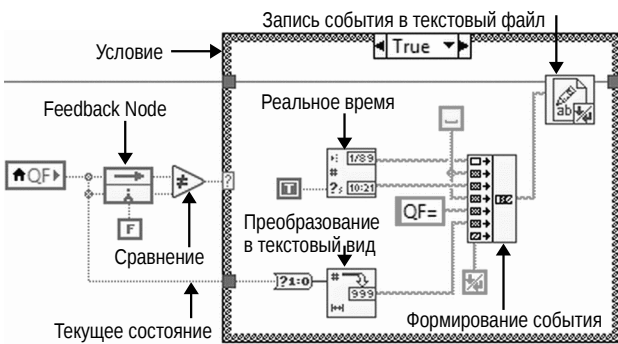 Запись события в текстовый файл
Условие
True
Feedback Node
Реальное время
ab
1/89
#
?:
10:21
QF
?
T
QF=
F
Сравнение
Преобразование
в текстовый вид
?1:0
#
999
Текущее состояние
Формирование события